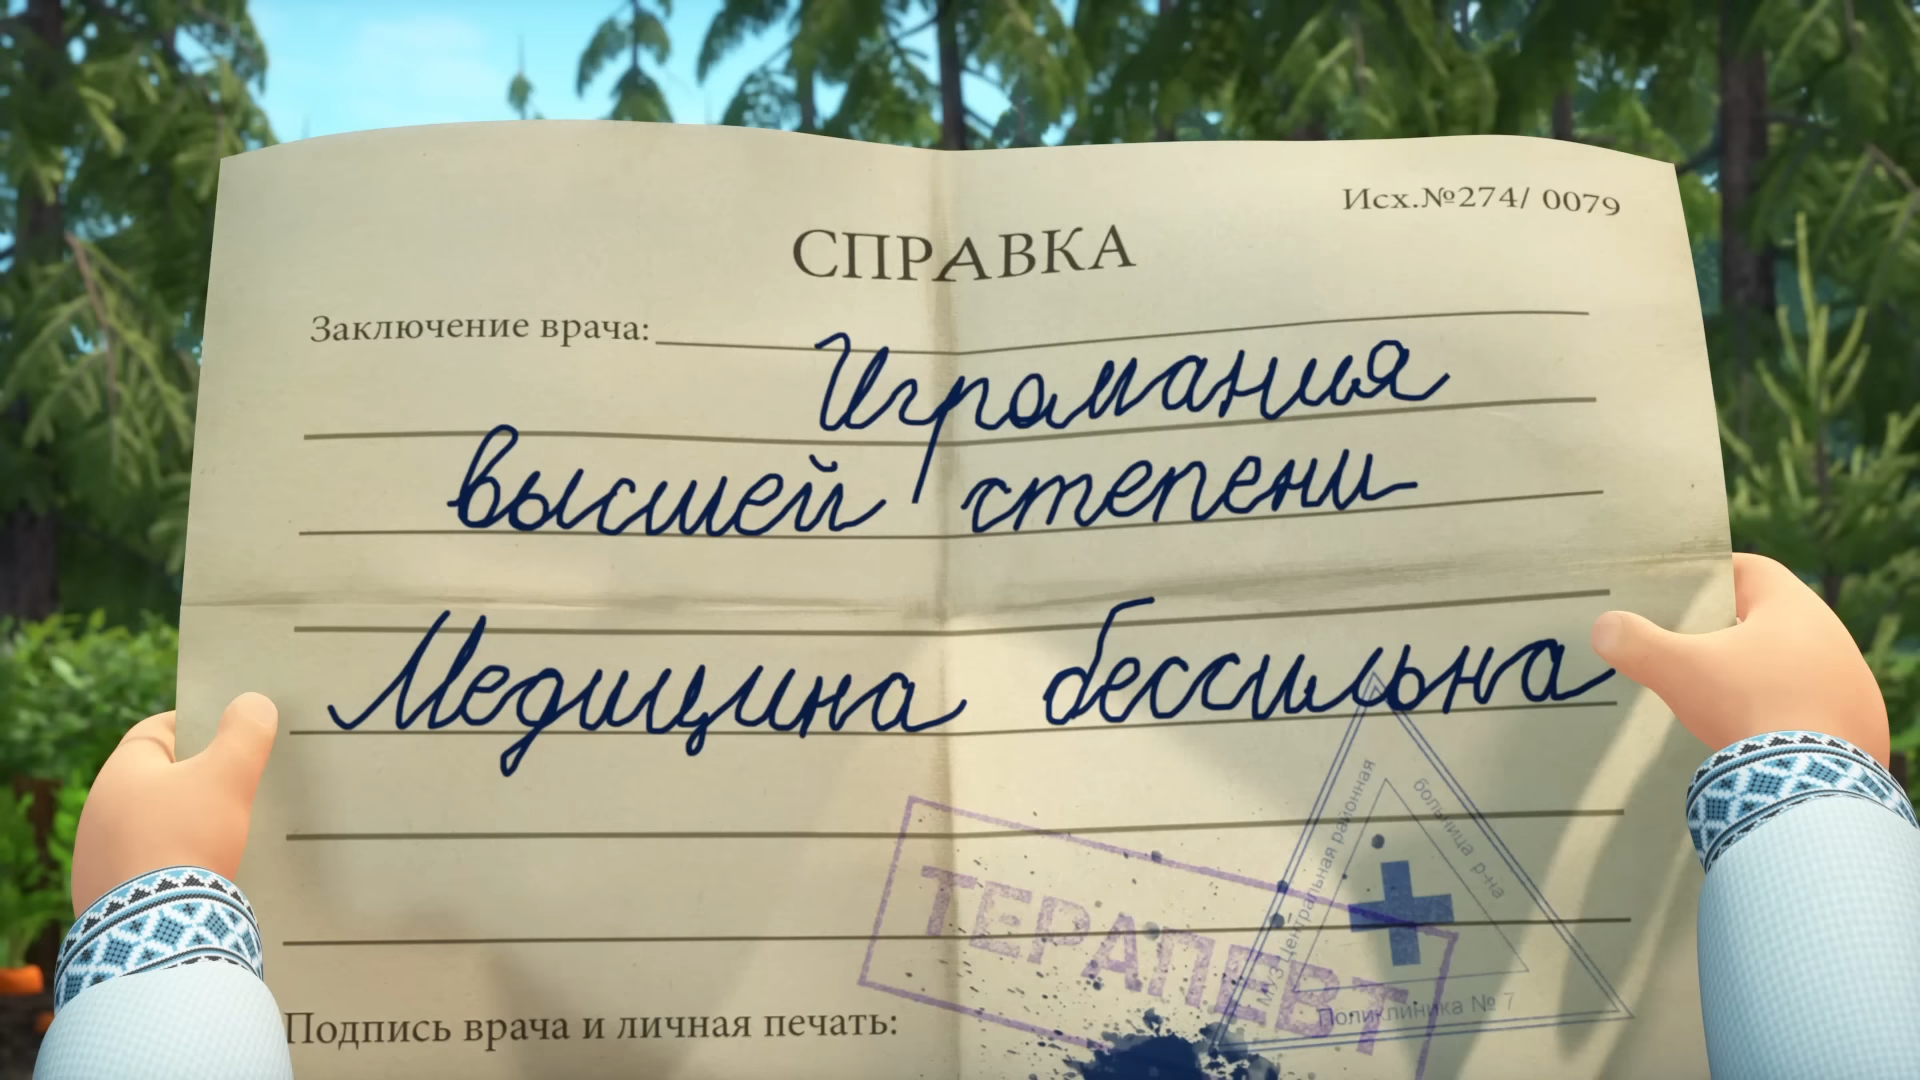 Исх.№274/ 0079
СПРАВКА
Заключение врача:
Игромания
высшей степени
Медицина бессильна
ТЕРАПЕВТ
МУЗ Центральная районная
больница р-на
Поликлиника № 7
Подпись врача и личная печать: